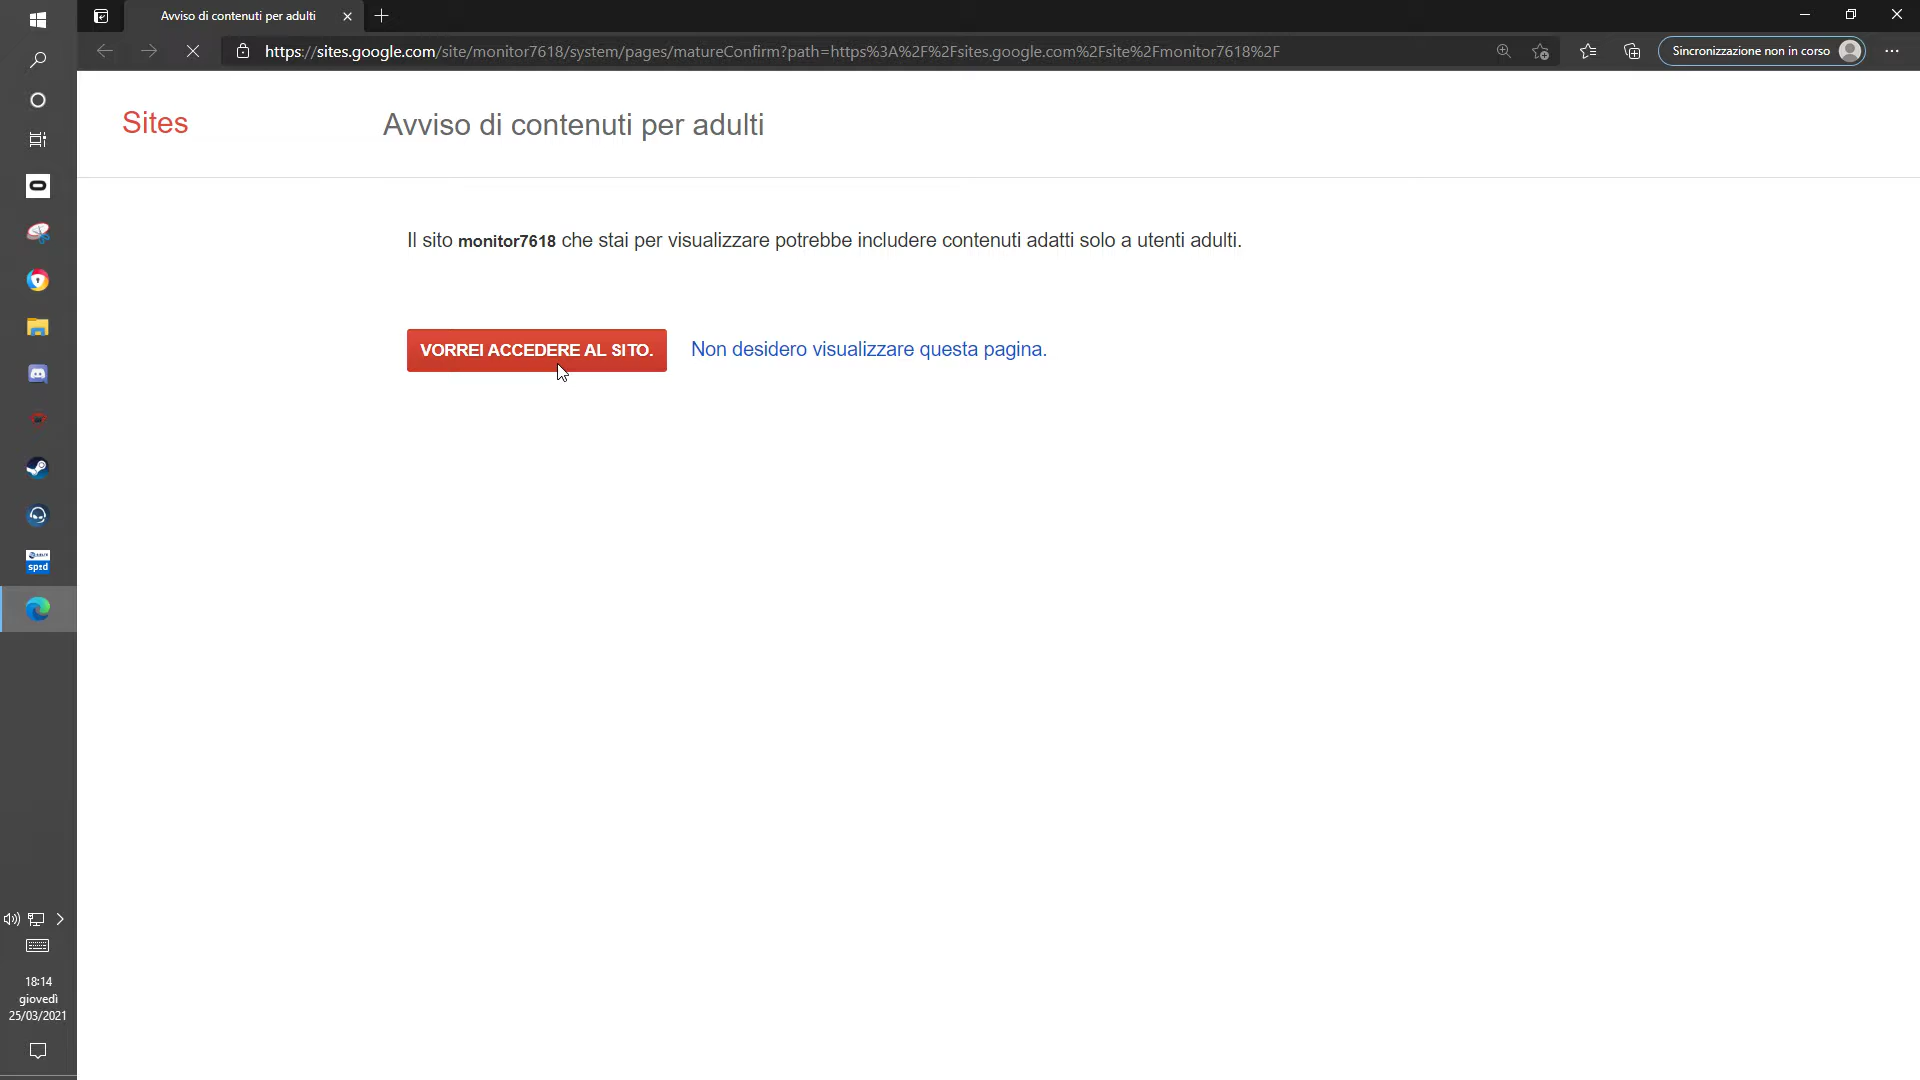 Avviso di contenuti per adulti
https://sites.google.com/site/monitor7618/system/pages/matureConfirm?path=https%3A%2F%2Fsites.google.com%2Fsite%2Fmonitor7618%2F
Sincronizzazione non in corso
Sites
Avviso di contenuti per adulti
Il sito monitor7618 che stai per visualizzare potrebbe includere contenuti adatti solo a utenti adulti.
VORREI ACCEDERE AL SITO.
Non desidero visualizzare questa pagina.
spid
18:14
giovedì
25/03/2021